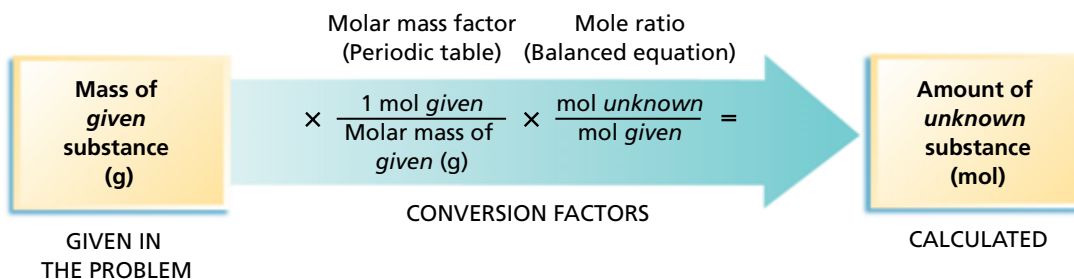 Molar mass factor
(Periodic table)
Mole ratio
(Balanced equation)
Mass of
given
substance
(g)
× 1 mol given / Molar mass of given (g) × mol unknown / mol given =
Amount of
unknown
substance
(mol)
CONVERSION FACTORS
GIVEN IN
THE PROBLEM
CALCULATED